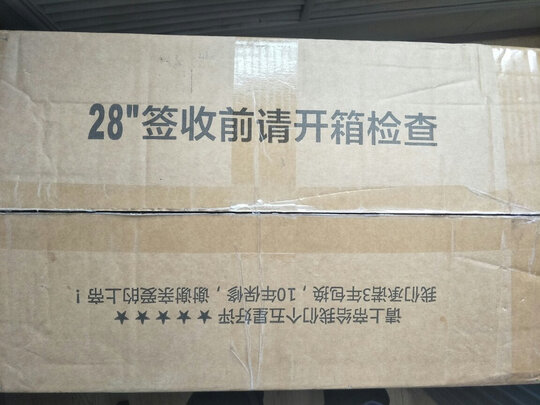 28"签收前请开箱检查
请上帝给我们个五星好评★★★★★
我们承诺3年包换，10年保修，谢谢亲爱的上帝！